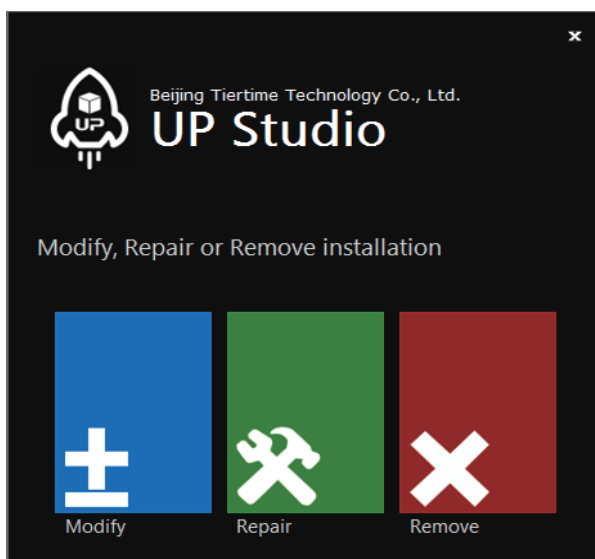 Beijing Tiertime Technology Co., Ltd.
UP
UP Studio
Modify, Repair or Remove installation
Modify
Repair
Remove